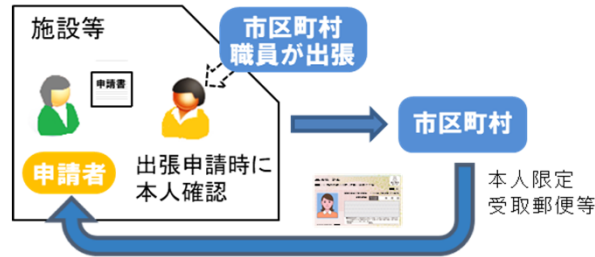 施設等
市区町村
職員が出張
申請書
申請者
出張申請時に
本人確認
市区町村
本人限定
受取郵便等